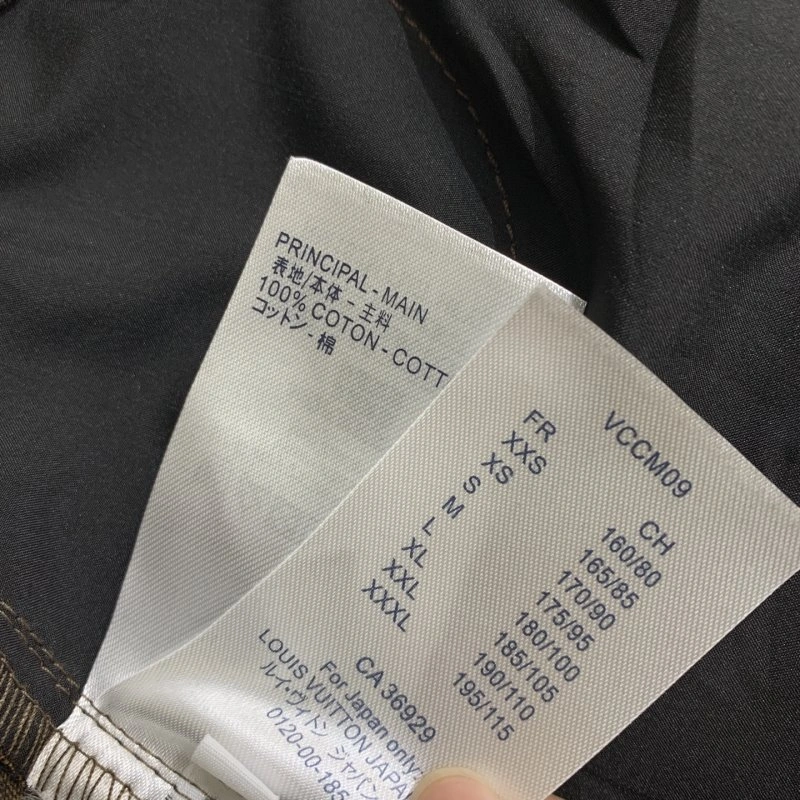 PRINCIPAL - MAIN
表地/本体 - 主料
100% COTON - COTT
コットン - 棉
VCCM09
FR CH
XXS 160/80
XS 165/85
S 170/90
M 175/95
L 180/100
XL 185/105
XXL 190/110
XXXL 195/115
CA 36929
For Japan only:
LOUIS VUITTON JAPA
ルイ・ヴィトン ジャパン
0120-00-185